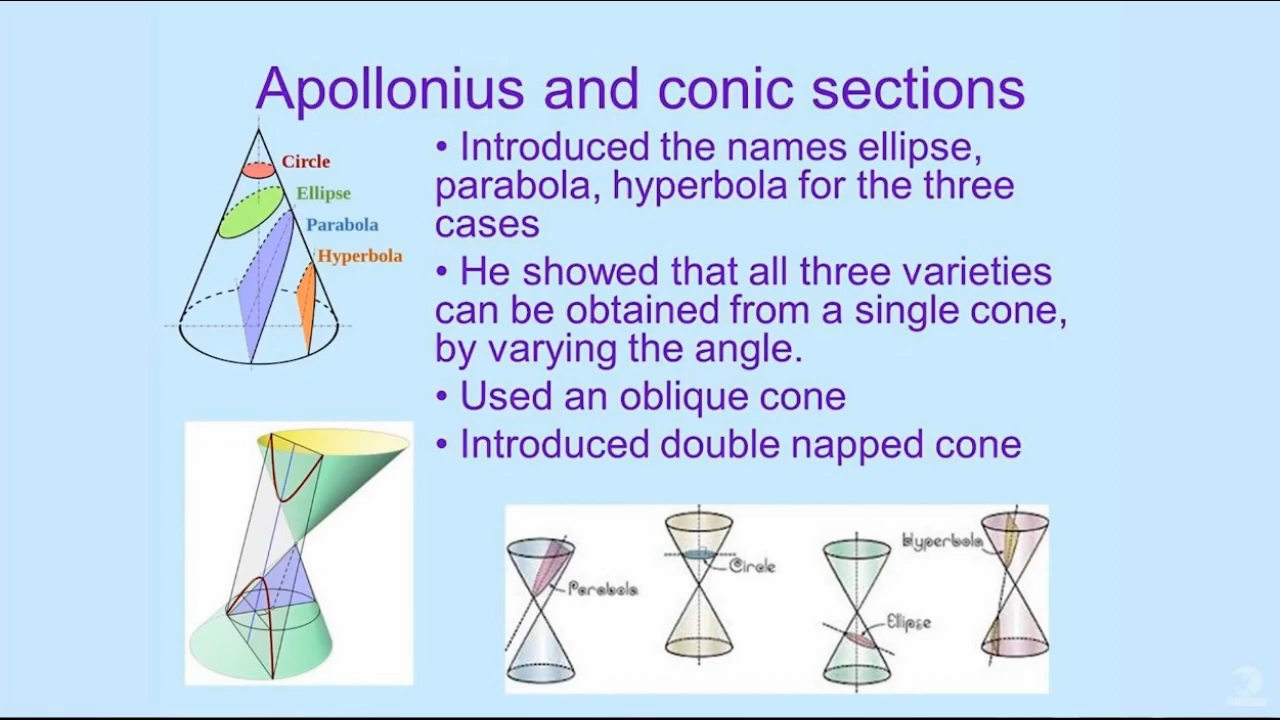 Apollonius and conic sections
Circle
Ellipse
Parabola
Hyperbola
• Introduced the names ellipse,
parabola, hyperbola for the three
cases
• He showed that all three varieties
can be obtained from a single cone,
by varying the angle.
• Used an oblique cone
• Introduced double napped cone
Parabola
Circle
Ellipse
Hyperbola